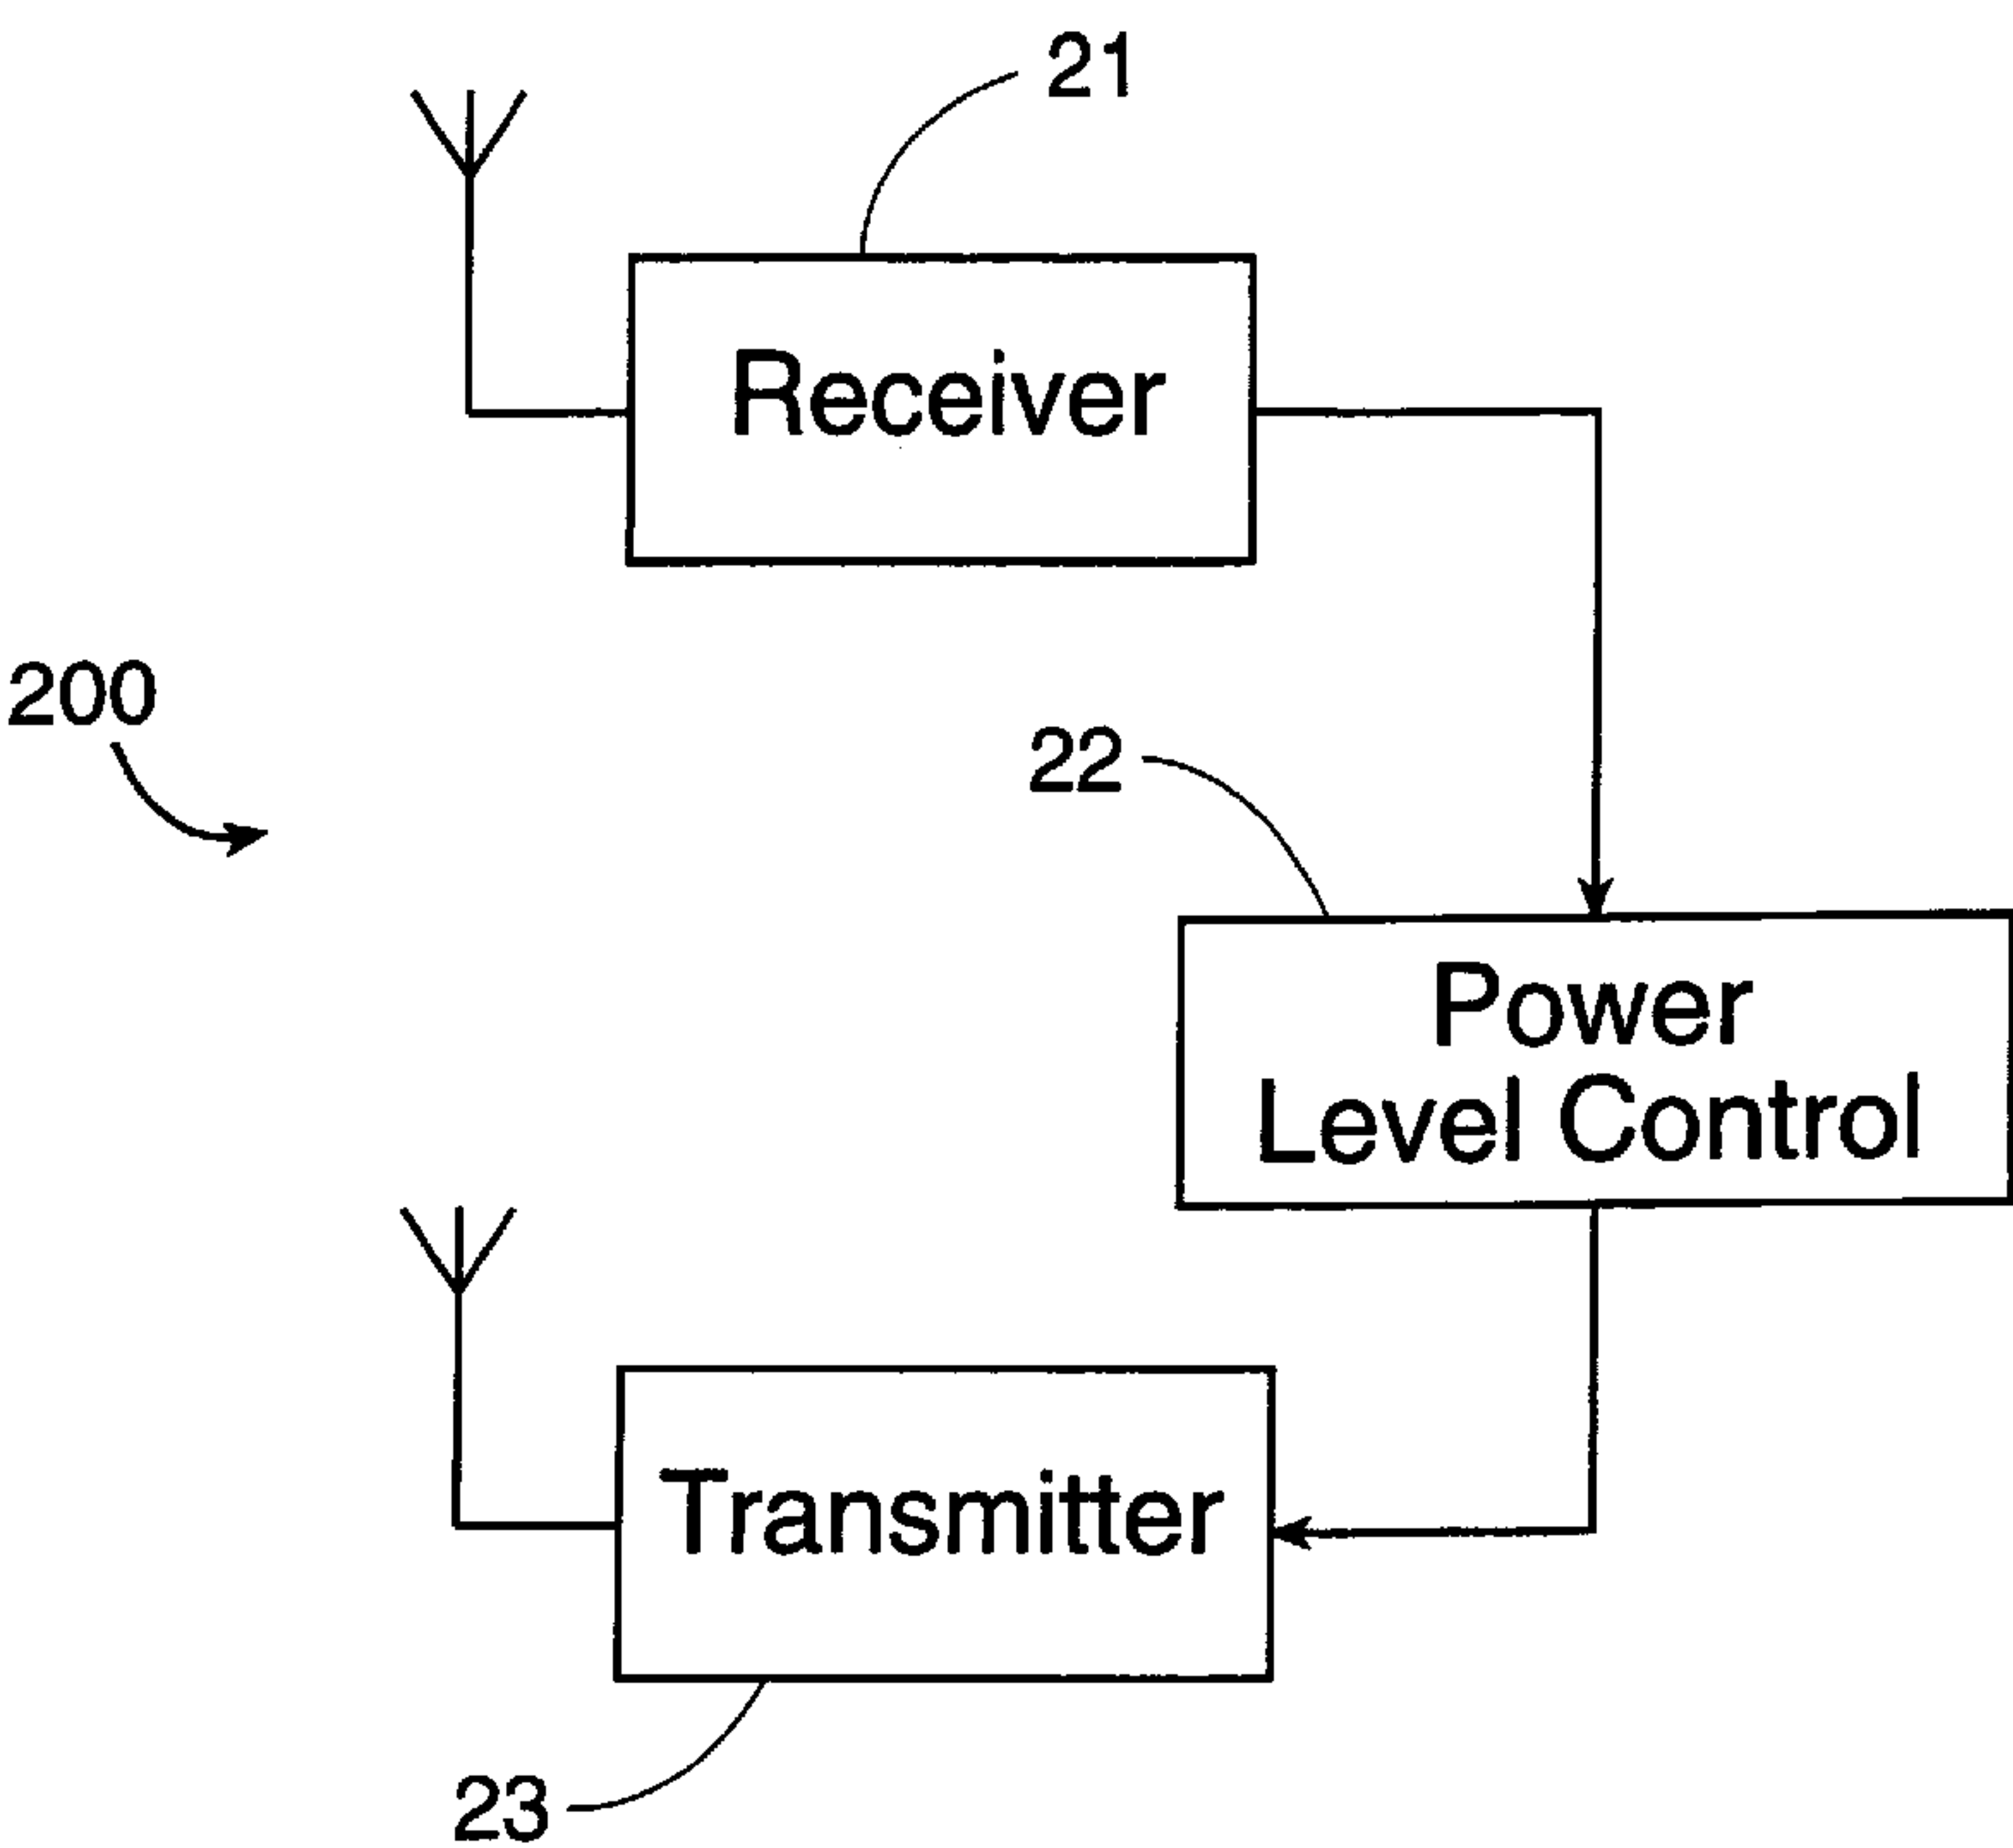 21
Receiver
200
22
Power
Level Control
Transmitter
23